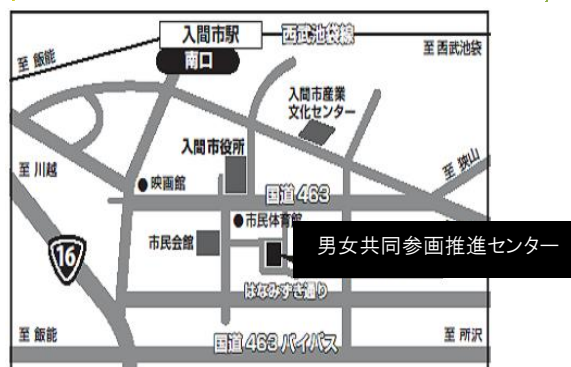 入間市駅
西武池袋線
至 飯能
南口
至 西武池袋
入間市産業
文化センター
入間市役所
至 川越
至 狭山
映画館
国道463
市民体育館
市民会館
男女共同参画推進センター
16
はなみずき通り
至 飯能
国道463バイパス
至 所沢